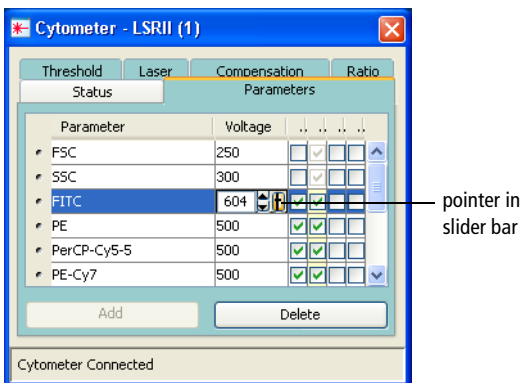 Cytometer - LSRII (1)
Threshold Laser Compensation Ratio
Status Parameters
Parameter Voltage .. .. .. ..
FSC 250
SSC 300
FITC 604
PE 500
PerCP-Cy5-5 500
PE-Cy7 500
Add Delete
Cytometer Connected
pointer in
slider bar